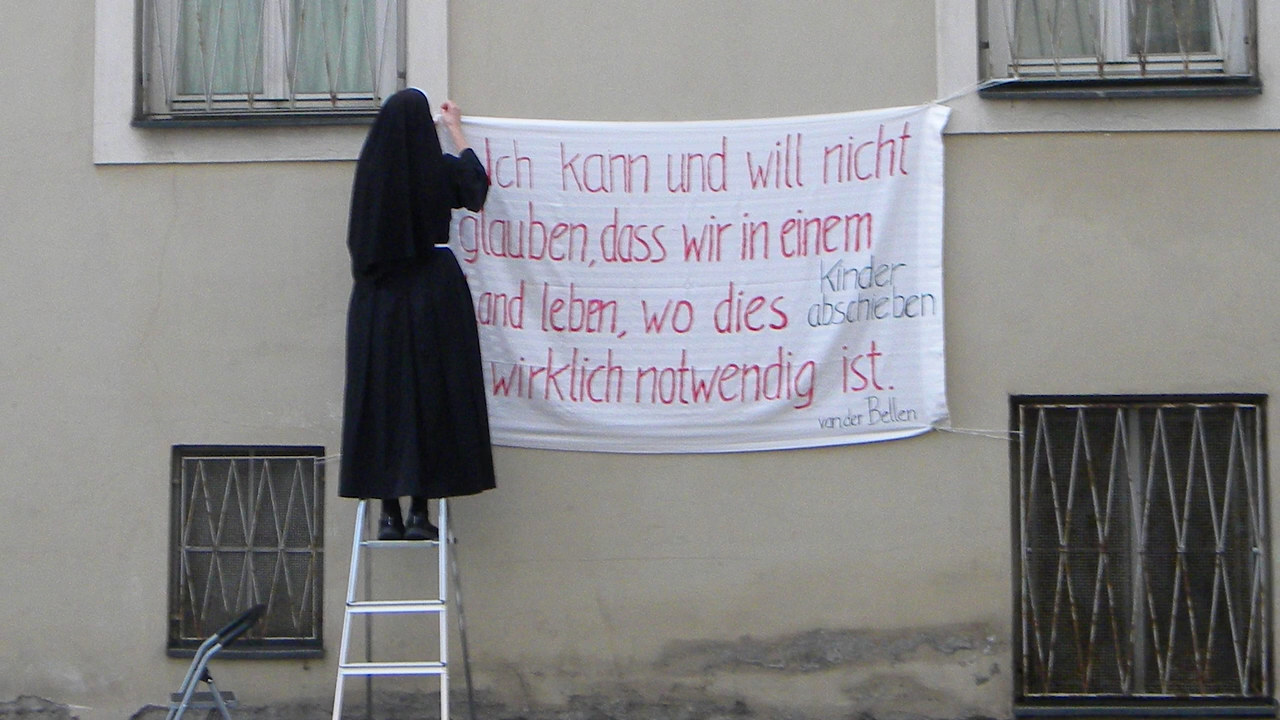 Ich kann und will nicht
glauben, dass wir in einem
Land leben, wo dies
Kinder
abschieben
wirklich notwendig ist.
van der Bellen